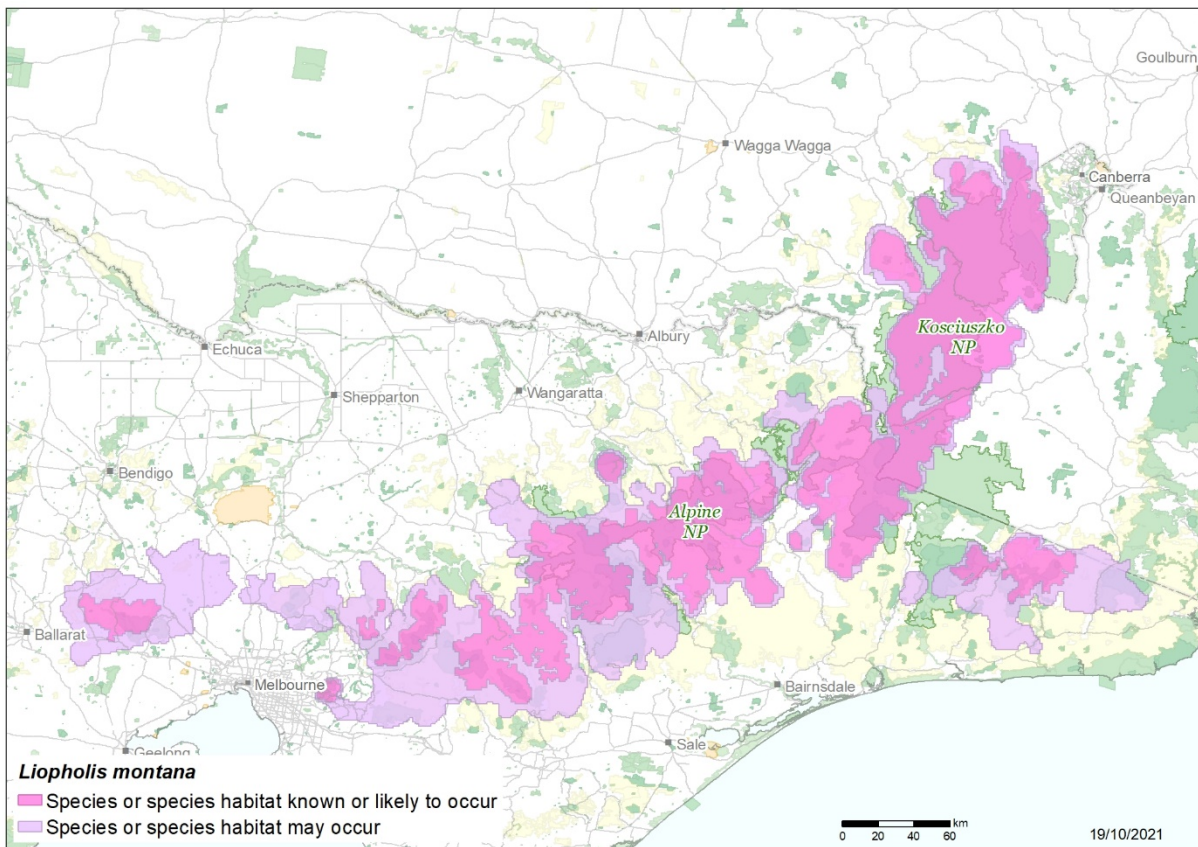 Goulburn
Wagga Wagga
Canberra
Queanbeyan
Kosciuszko
NP
Albury
Echuca
Wangaratta
Shepparton
Bendigo
Alpine
NP
Ballarat
Melbourne
Bairnsdale
Geelong
Sale
Liopholis montana
Species or species habitat known or likely to occur
Species or species habitat may occur
km
0 20 40 60
19/10/2021